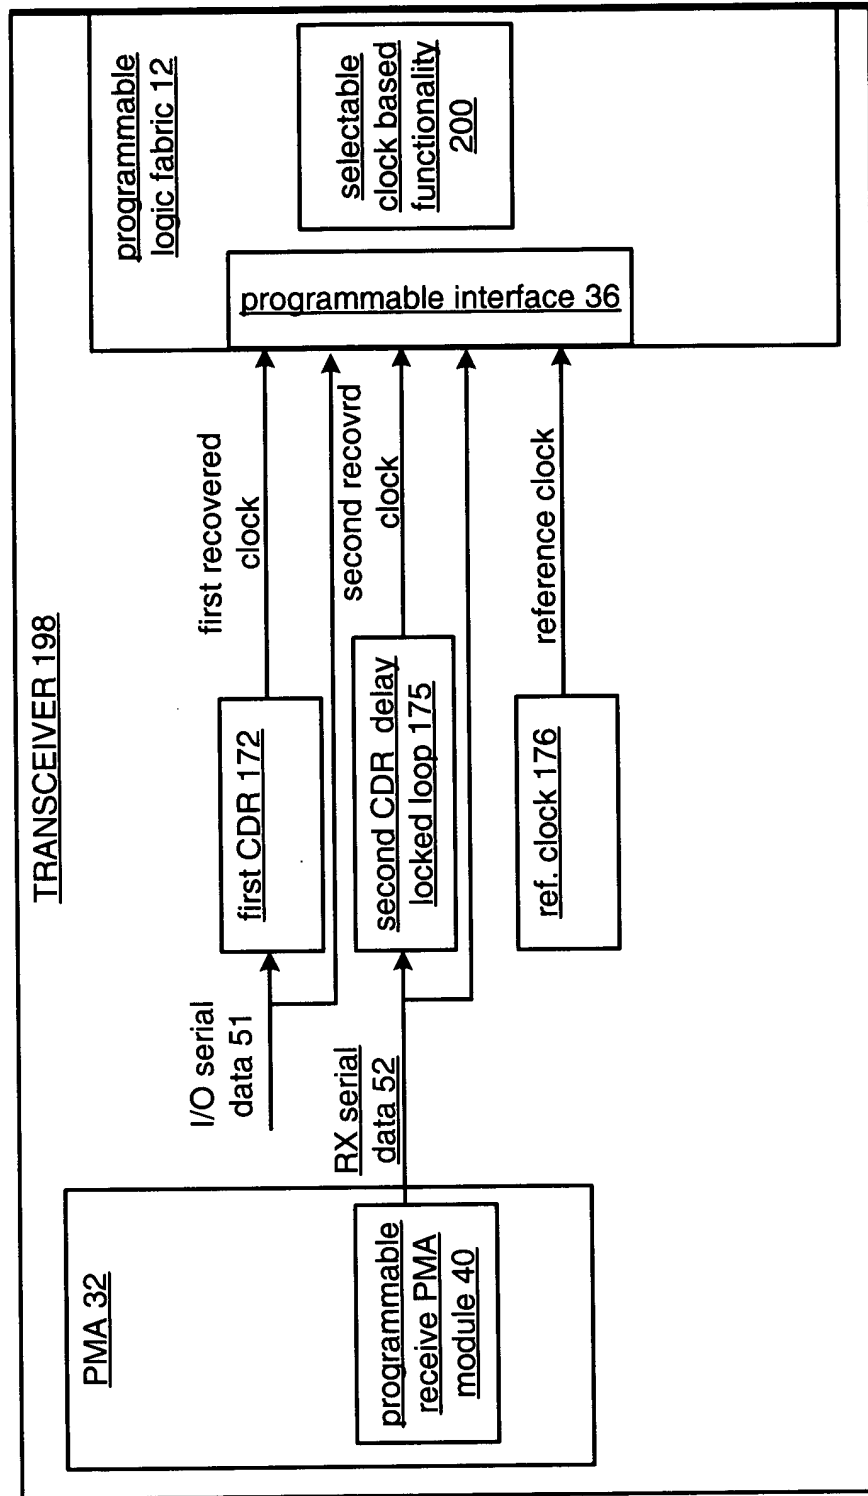 TRANSCEIVER 198
PMA 32
programmable
receive PMA
module 40
I/O serial
data 51
RX serial
data 52
first CDR 172
second CDR delay
locked loop 175
ref. clock 176
first recovered
clock
second recovrd
clock
reference clock
programmable
logic fabric 12
programmable interface 36
selectable
clock based
functionality
200